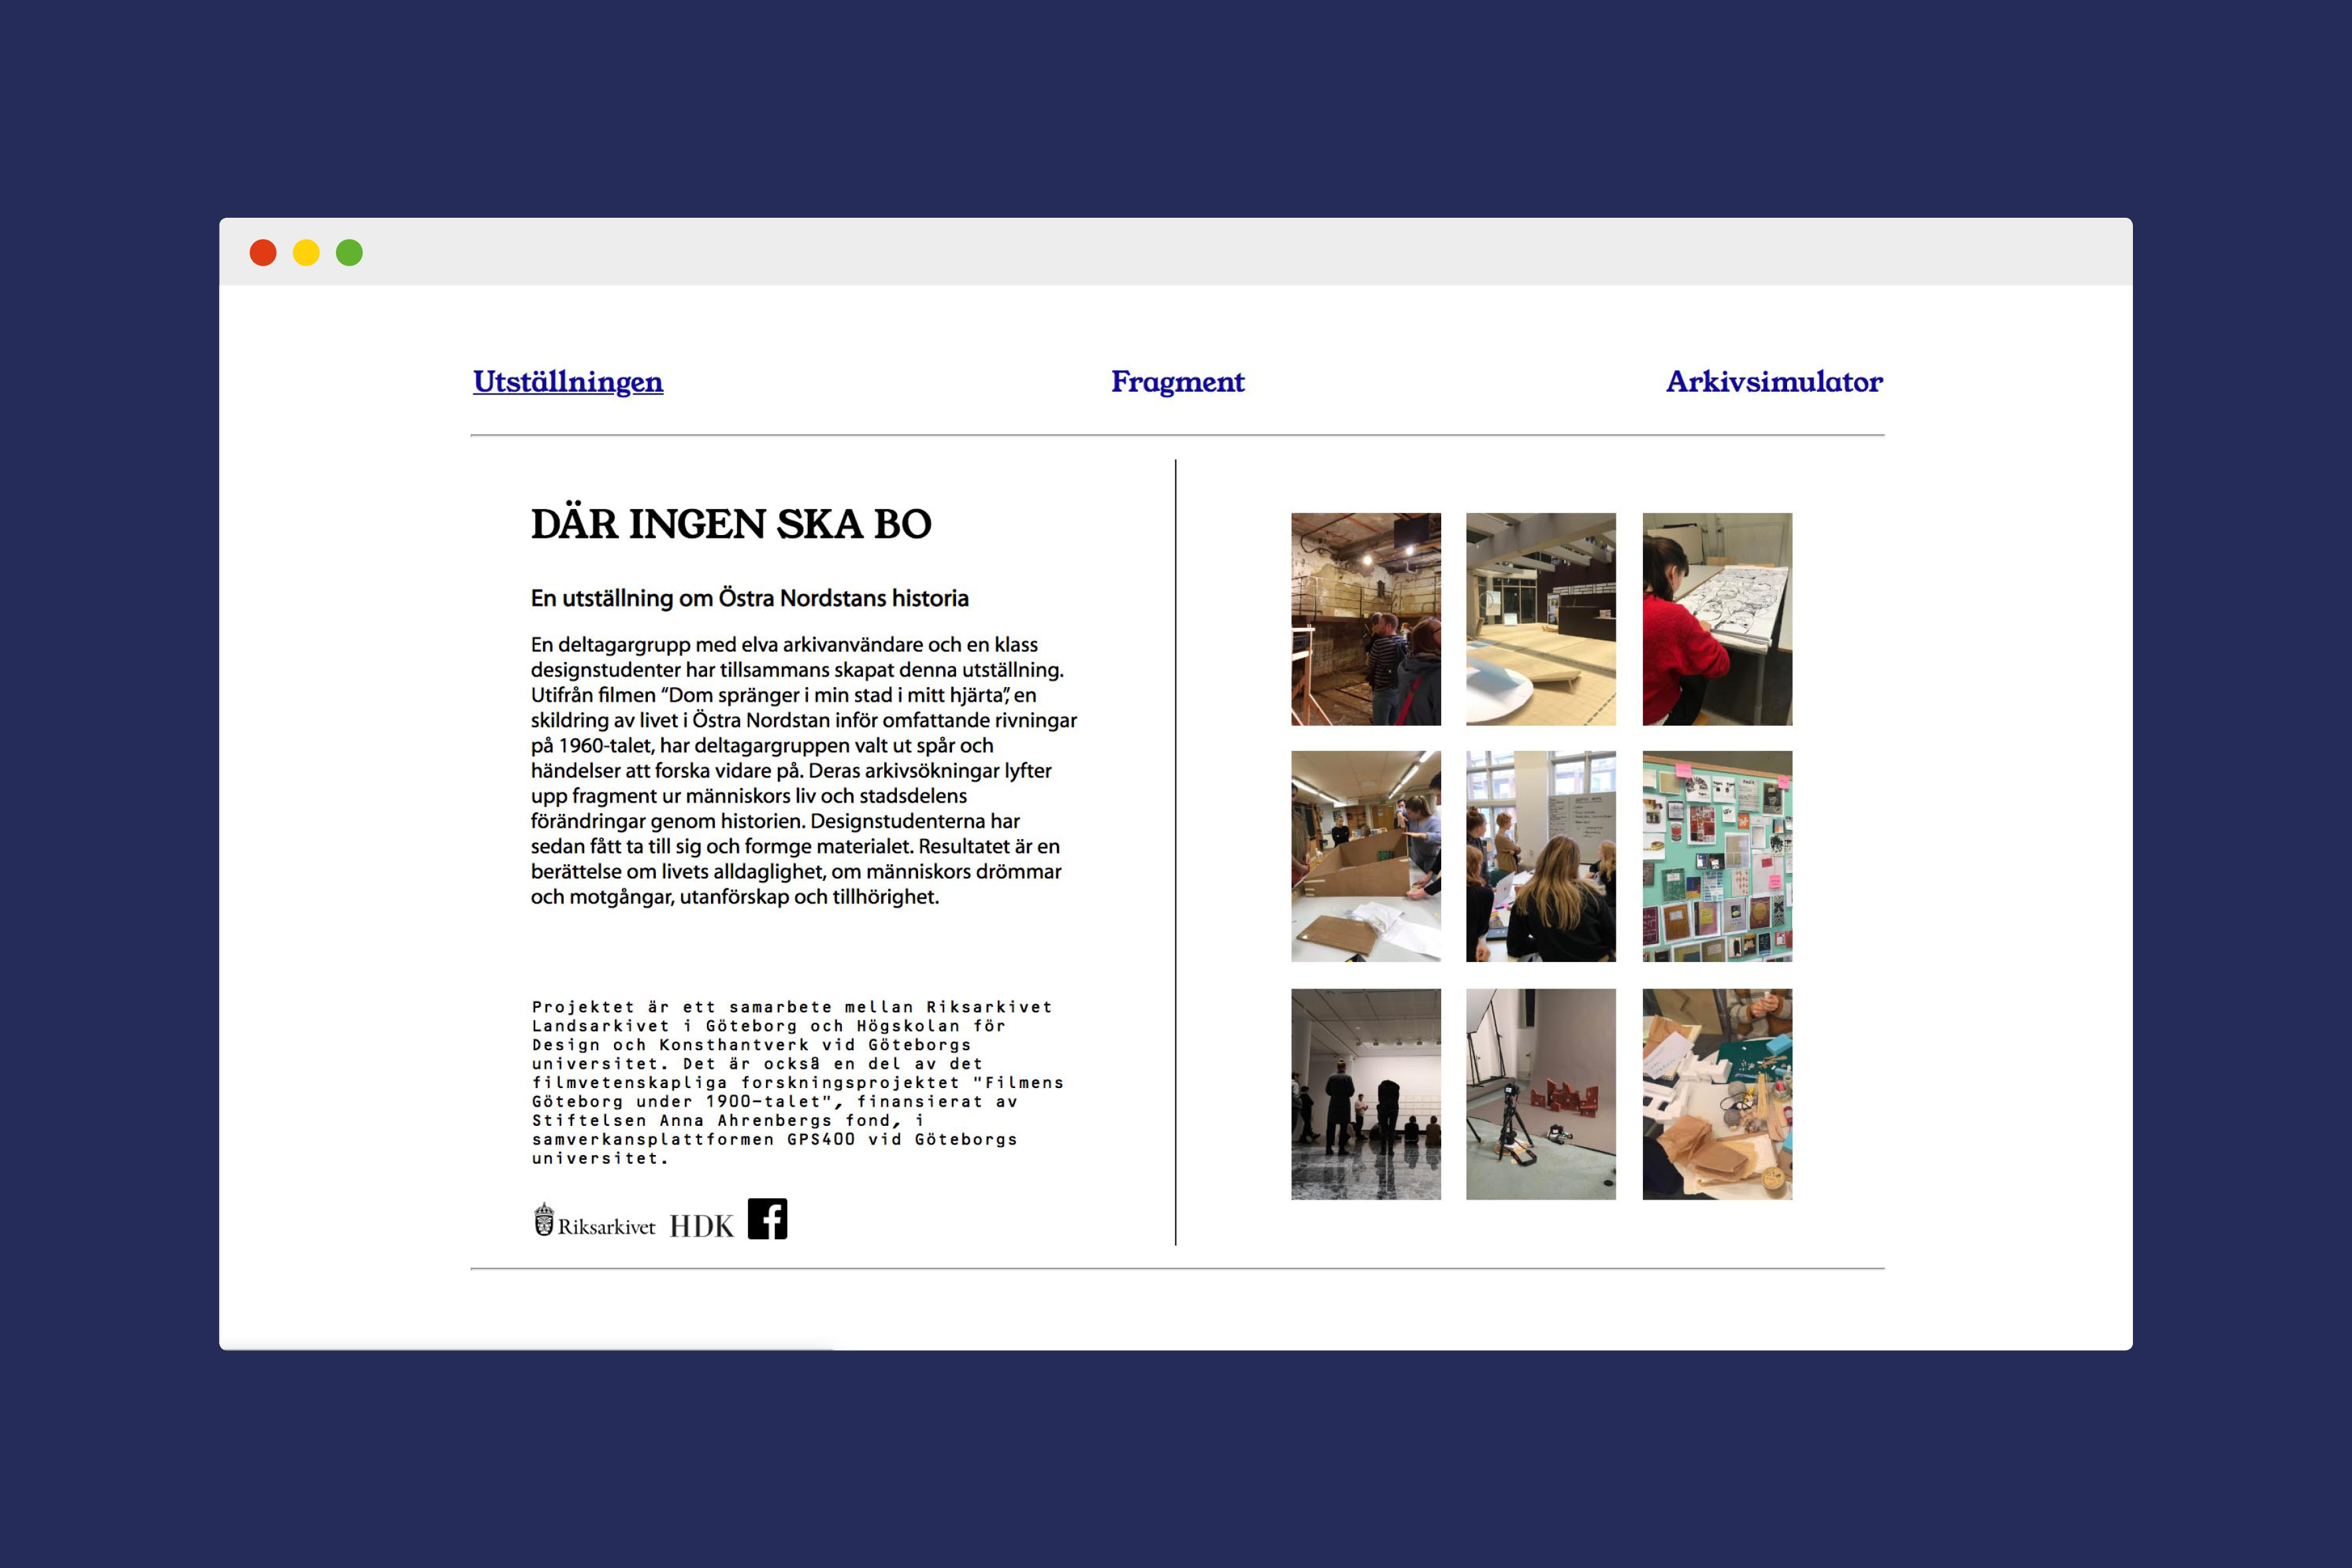 Utställningen Fragment Arkivsimulator
DÄR INGEN SKA BO
En utställning om Östra Nordstans historia
En deltagargrupp med elva arkivanvändare och en klass
designstudenter har tillsammans skapat denna utställning.
Utifrån filmen “Dom spränger i min stad i mitt hjärta”, en
skildring av livet i Östra Nordstan inför omfattande rivningar
på 1960-talet, har deltagargruppen valt ut spår och
händelser att forska vidare på. Deras arkivsökningar lyfter
upp fragment ur människors liv och stadsdelens
förändringar genom historien. Designstudenterna har
sedan fått ta till sig och formge materialet. Resultatet är en
berättelse om livets alldaglighet, om människors drömmar
och motgångar, utanförskap och tillhörighet.
Projektet är ett samarbete mellan Riksarkivet
Landsarkivet i Göteborg och Högskolan för
Design och Konsthantverk vid Göteborgs
universitet. Det är också en del av det
filmvetenskapliga forskningsprojektet "Filmens
Göteborg under 1900-talet", finansierat av
Stiftelsen Anna Ahrenbergs fond, i
samverkansplattformen GPS400 vid Göteborgs
universitet.
Riksarkivet HDK f